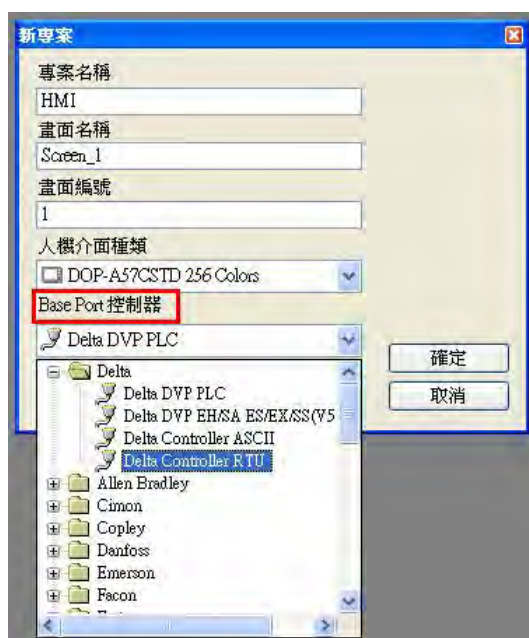 新專案
專案名稱
HMI
畫面名稱
Screen_1
畫面編號
1
人機介面種類
DOP-A57CSTD 256 Colors
Base Port 控制器
Delta DVP PLC
確定
取消
Delta
Delta DVP PLC
Delta DVP EH/SA ES/EX/SS(V5
Delta Controller ASCII
Delta Controller RTU
Allen Bradley
Cimon
Copley
Danfoss
Emerson
Facon